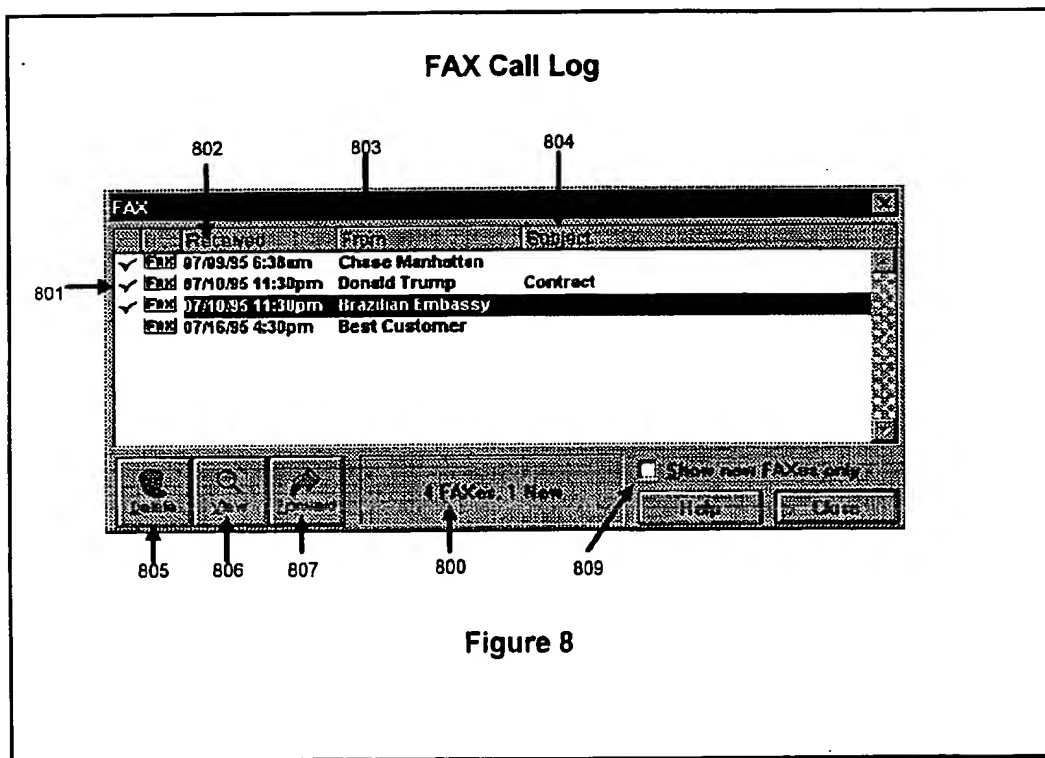 FAX Call Log
802 803 804
FAX
Received From Subject
FAX 07/09/95 6:38am Chase Manhattan
801
FAX 07/10/95 11:30pm Donald Trump Contract
FAX 07/10/95 11:30pm Brazilian Embassy
FAX 07/16/95 4:30pm Best Customer
Show new FAXes only
Delete View Forward 4 FAXes, 1 New Help Close
805 806 807 800 809
Figure 8